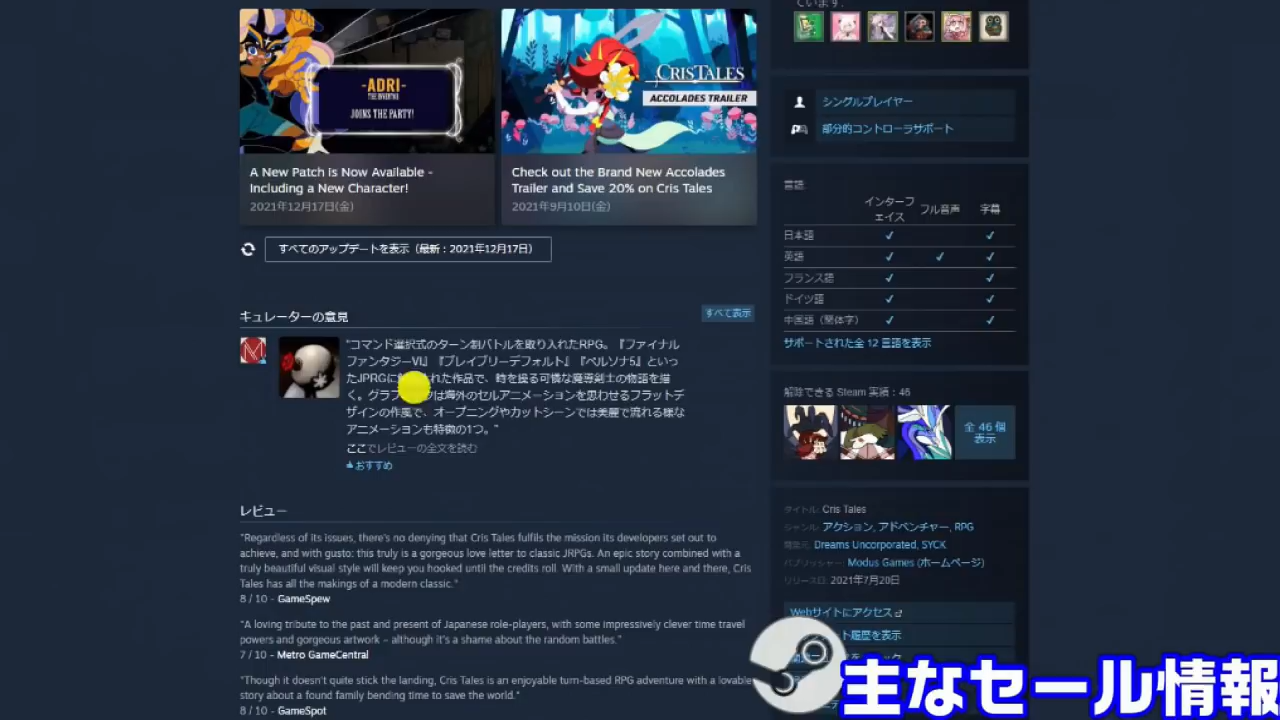 -ADRI-
THE INVENTOR
JOINS THE PARTY!
CRIS TALES
ACCOLADES TRAILER
A New Patch Is Now Available -
Including a New Character!
2021年12月17日(金)
Check out the Brand New Accolades
Trailer and Save 20% on Cris Tales
2021年9月10日(金)
すべてのアップデートを表示（最新：2021年12月17日）
キュレーターの意見
すべて表示
"コマンド選択式のターン制バトルを取り入れたRPG。『ファイナル
ファンタジーVI』『ブレイブリーデフォルト』『ペルソナ5』といっ
たJPRGに れた作品で、時を操る可憐な魔導剣士の物語を描
く。グラフ は海外のセルアニメーションを思わせるフラットデ
ザインの作風で、オープニングやカットシーンでは美麗で流れる様な
アニメーションも特徴の1つ。"
ここでレビューの全文を読む
おすすめ
レビュー
"Regardless of its issues, there's no denying that Cris Tales fulfils the mission its developers set out to
achieve, and with gusto: this truly is a gorgeous love letter to classic JRPGs. An epic story combined with a
truly beautiful visual style will keep you hooked until the credits roll. With a small update here and there, Cris
Tales has all the makings of a modern classic."
8 / 10 - GameSpew
"A loving tribute to the past and present of Japanese role-players, with some impressively clever time travel
powers and gorgeous artwork – although it's a shame about the random battles."
7 / 10 - Metro GameCentral
"Though it doesn't quite stick the landing, Cris Tales is an enjoyable turn-based RPG adventure with a lovable
story about a found family bending time to save the world."
8 / 10 - GameSpot
ています:
シングルプレイヤー
部分的コントローラサポート
言語:
インターフ
ェイス フル音声 字幕
日本語 ✔ ✔
英語 ✔ ✔ ✔
フランス語 ✔ ✔
ドイツ語 ✔ ✔
中国語（簡体字） ✔ ✔
サポートされた全 12 言語を表示
解除できる Steam 実績：46
全 46 個
表示
タイトル: Cris Tales
ジャンル: アクション, アドベンチャー, RPG
開発元: Dreams Uncorporated, SYCK
パブリッシャー: Modus Games (ホームページ)
リリース日: 2021年7月20日
Webサイトにアクセス
ト履歴を表示
主なセール情報